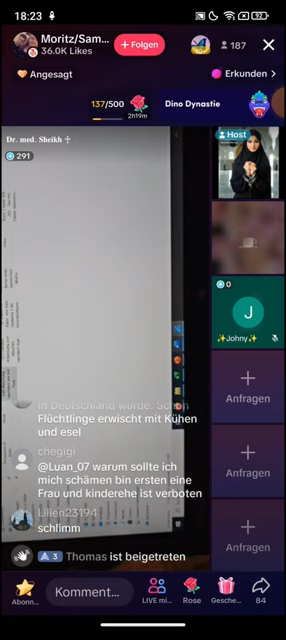 18:23
92
Moritz/Sam...
36.0K Likes
+ Folgen
187
Angesagt
Erkunden >
137/500
2h19m
Dino Dynastie
Dr. med. Sheikh
291
Host
0
J
✨Johny✨
Anfragen
Anfragen
Anfragen
in Deutschland wurde. Schon
Flüchtlinge erwischt mit Kühen
und esel
chegigi
@Luan_07 warum sollte ich
mich schämen bin ersten eine
Frau und kinderehe ist verboten
Lilien23194
schlimm
3 Thomas ist beigetreten
Abonn...
Komment...
LIVE mi...
Rose
Gesche...
84